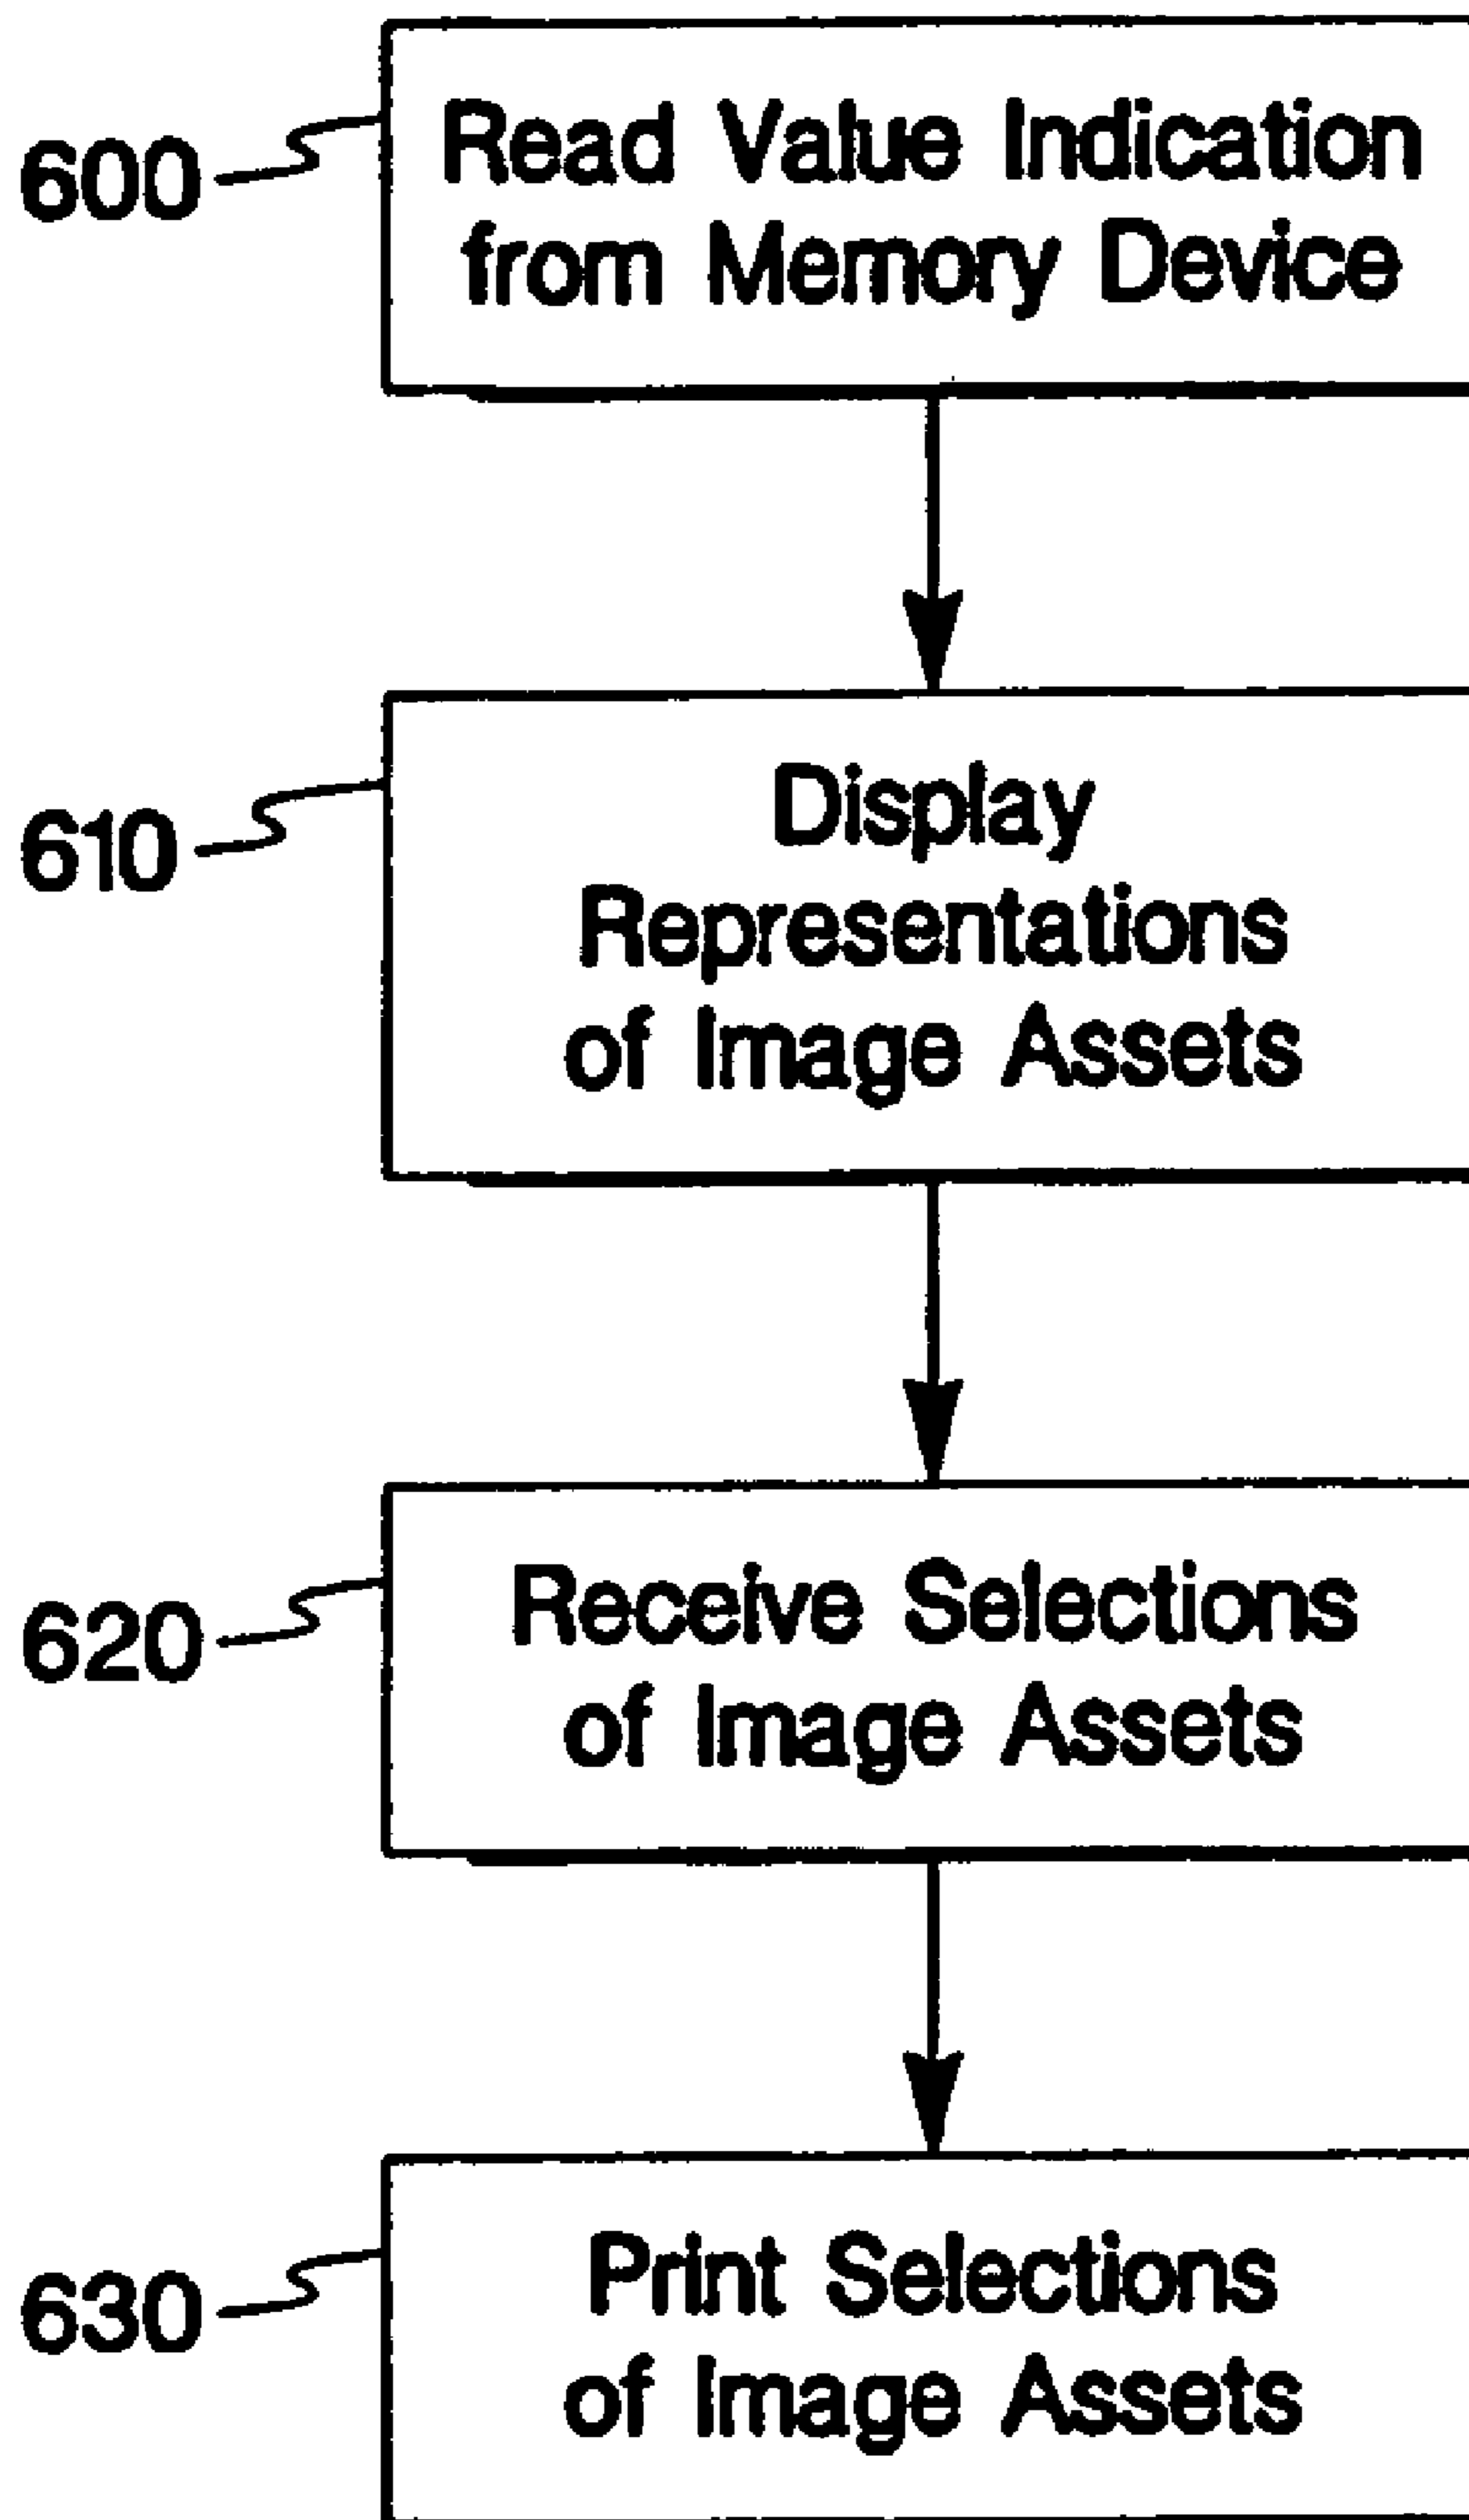 600
Read Value Indication
from Memory Device
610
Display
Representations
of Image Assets
620
Receive Selections
of Image Assets
630
Print Selections
of Image Assets